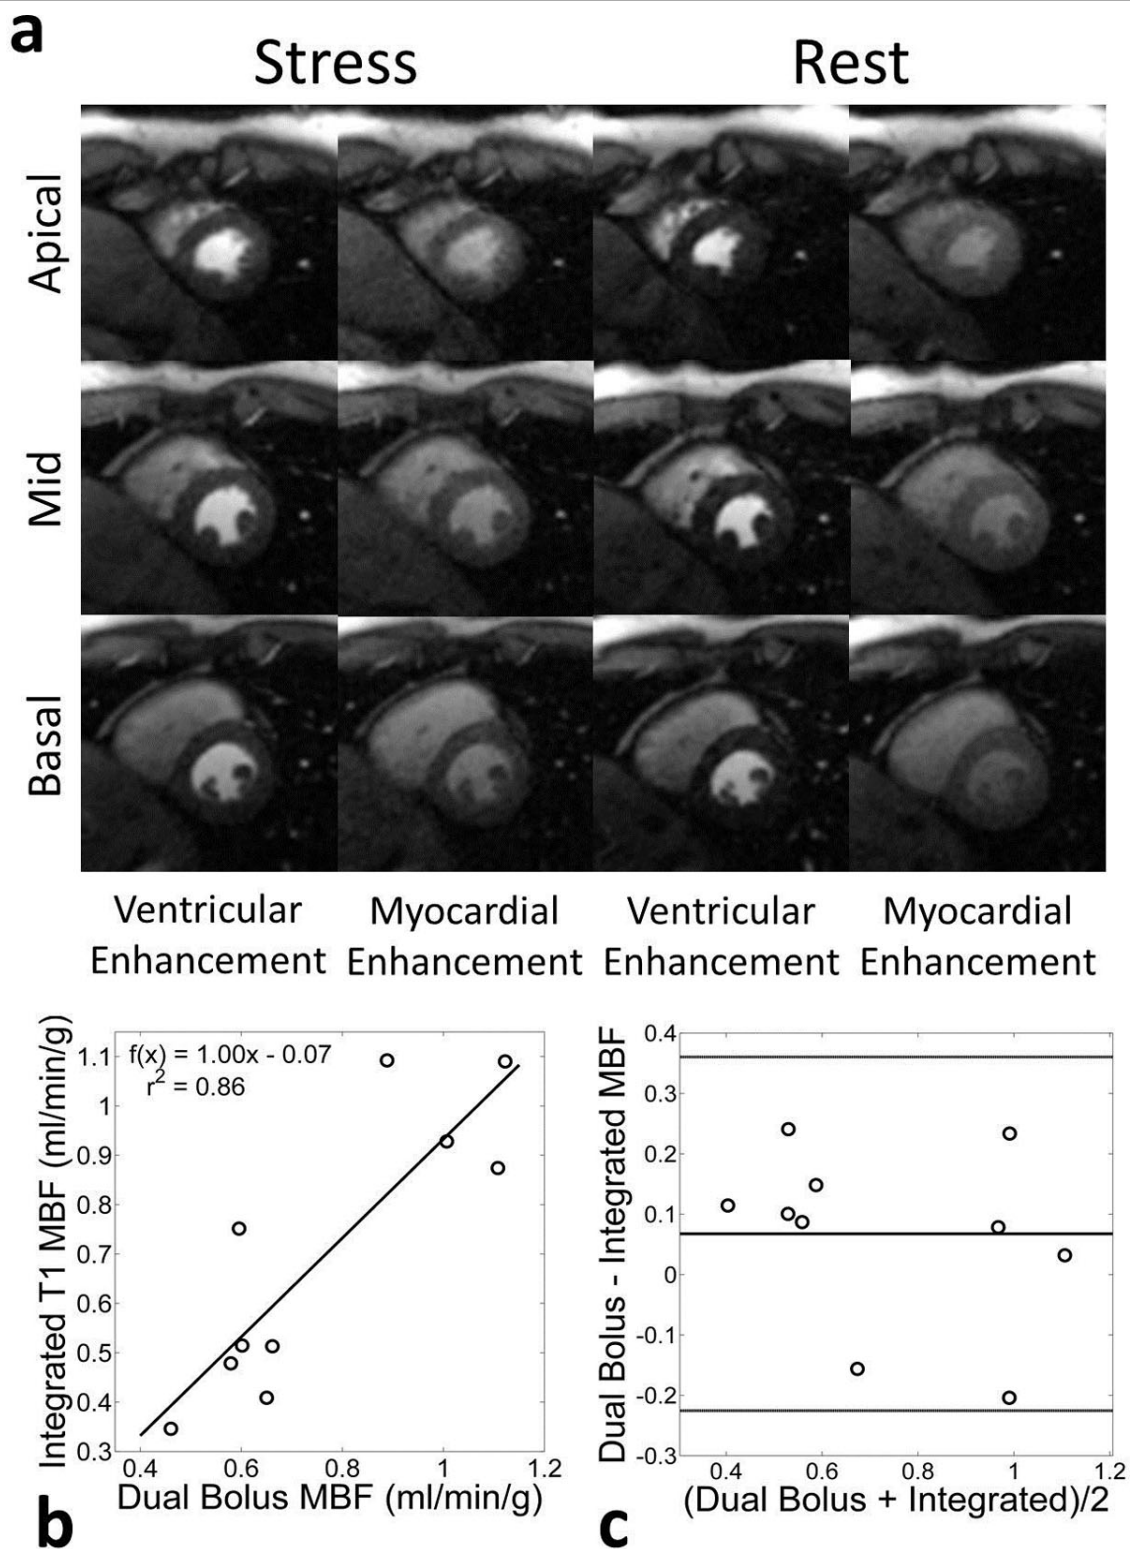 a
Stress Rest
Apical
Mid
Basal
Ventricular Enhancement
Myocardial Enhancement
Ventricular Enhancement
Myocardial Enhancement
Integrated T1 MBF (ml/min/g)
f(x) = 1.00x - 0.07
r² = 0.86
1.1
1
0.9
0.8
0.7
0.6
0.5
0.4
0.3
0.4 0.6 0.8 1 1.2
Dual Bolus MBF (ml/min/g)
b
Dual Bolus - Integrated MBF
0.4
0.3
0.2
0.1
0
-0.1
-0.2
-0.3
0.4 0.6 0.8 1 1.2
(Dual Bolus + Integrated)/2
c